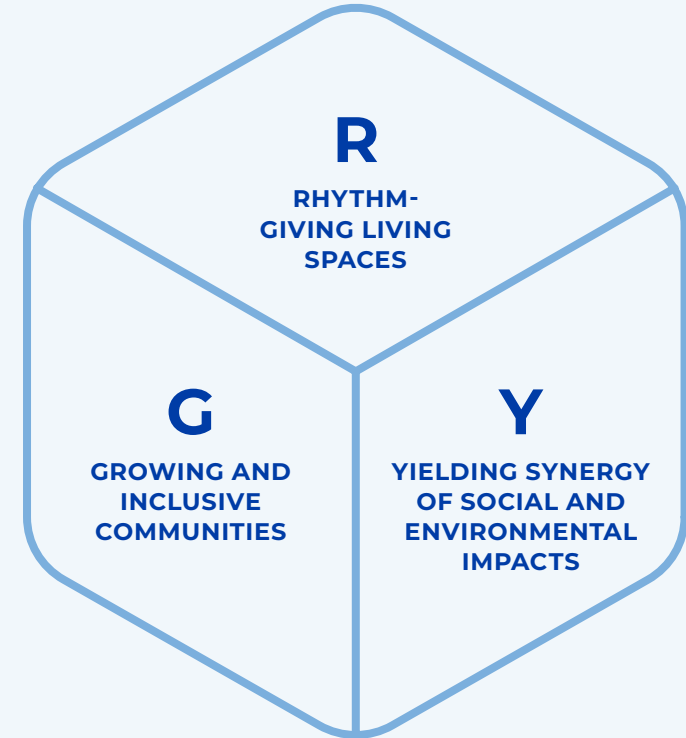 R
RHYTHM-
GIVING LIVING
SPACES
G
GROWING AND
INCLUSIVE
COMMUNITIES
Y
YIELDING SYNERGY
OF SOCIAL AND
ENVIRONMENTAL
IMPACTS